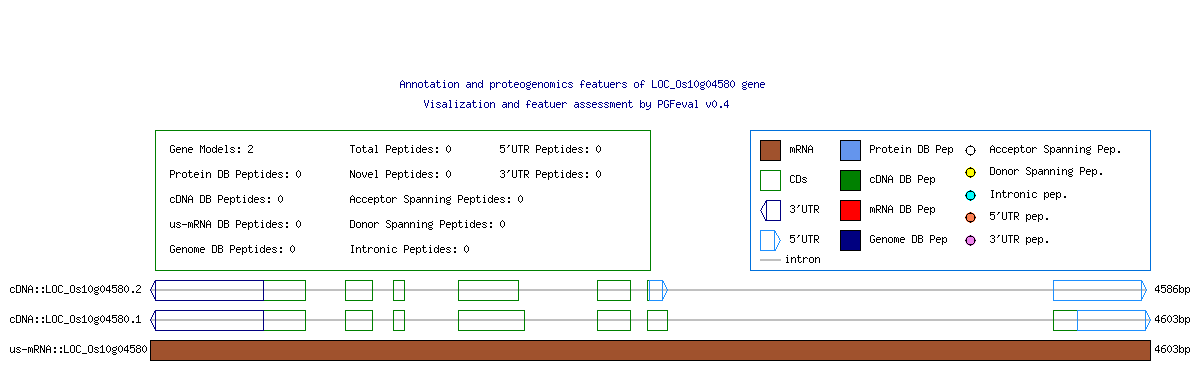 Annotation and proteogenomics featuers of LOC_Os10g04580 gene
Visalization and featuer assessment by PGFeval v0.4
Gene Models: 2 Total Peptides: 0 5'UTR Peptides: 0
Protein DB Peptides: 0 Novel Peptides: 0 3'UTR Peptides: 0
cDNA DB Peptides: 0 Acceptor Spanning Peptides: 0
us-mRNA DB Peptides: 0 Donor Spanning Peptides: 0
Genome DB Peptides: 0 Intronic Peptides: 0
mRNA Protein DB Pep Acceptor Spanning Pep.
CDs cDNA DB Pep Donor Spanning Pep.
3'UTR mRNA DB Pep Intronic pep.
5'UTR Genome DB Pep 5'UTR pep.
intron 3'UTR pep.
cDNA::LOC_Os10g04580.2 4586bp
cDNA::LOC_Os10g04580.1 4603bp
us-mRNA::LOC_Os10g04580 4603bp